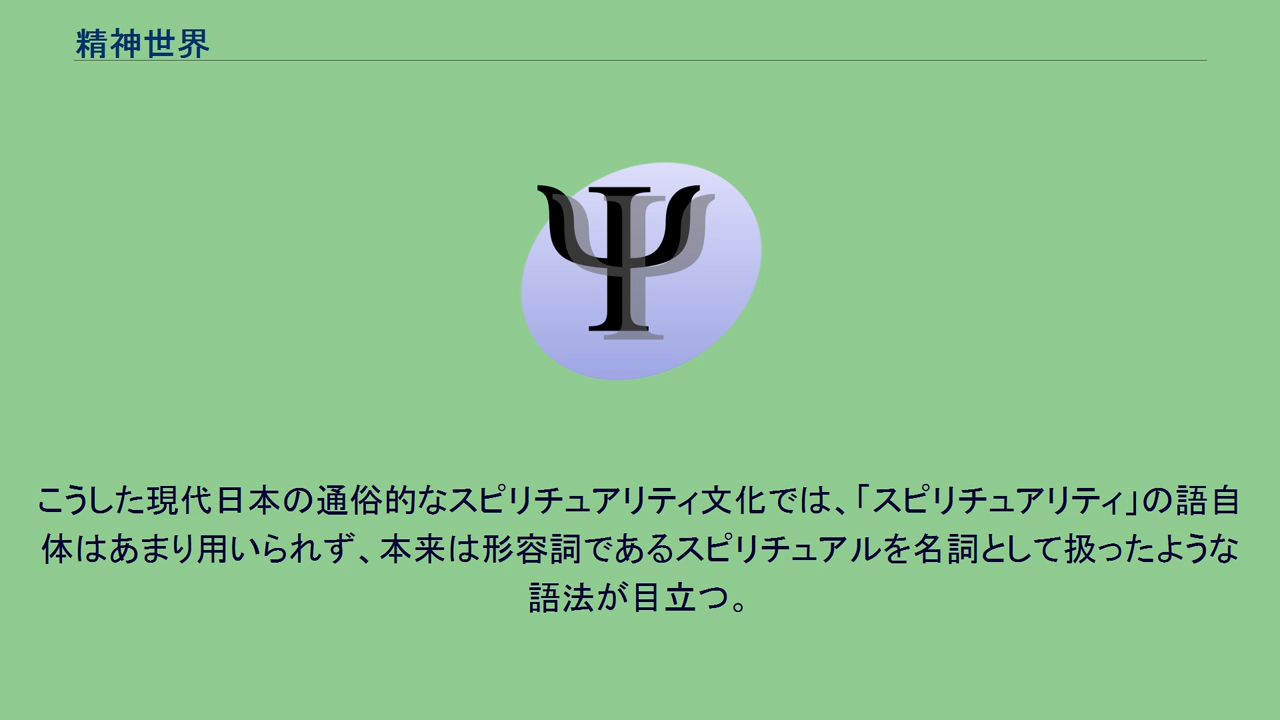 精神世界
Ψ
こうした現代日本の通俗的なスピリチュアリティ文化では、「スピリチュアリティ」の語自
体はあまり用いられず、本来は形容詞であるスピリチュアルを名詞として扱ったような
語法が目立つ。